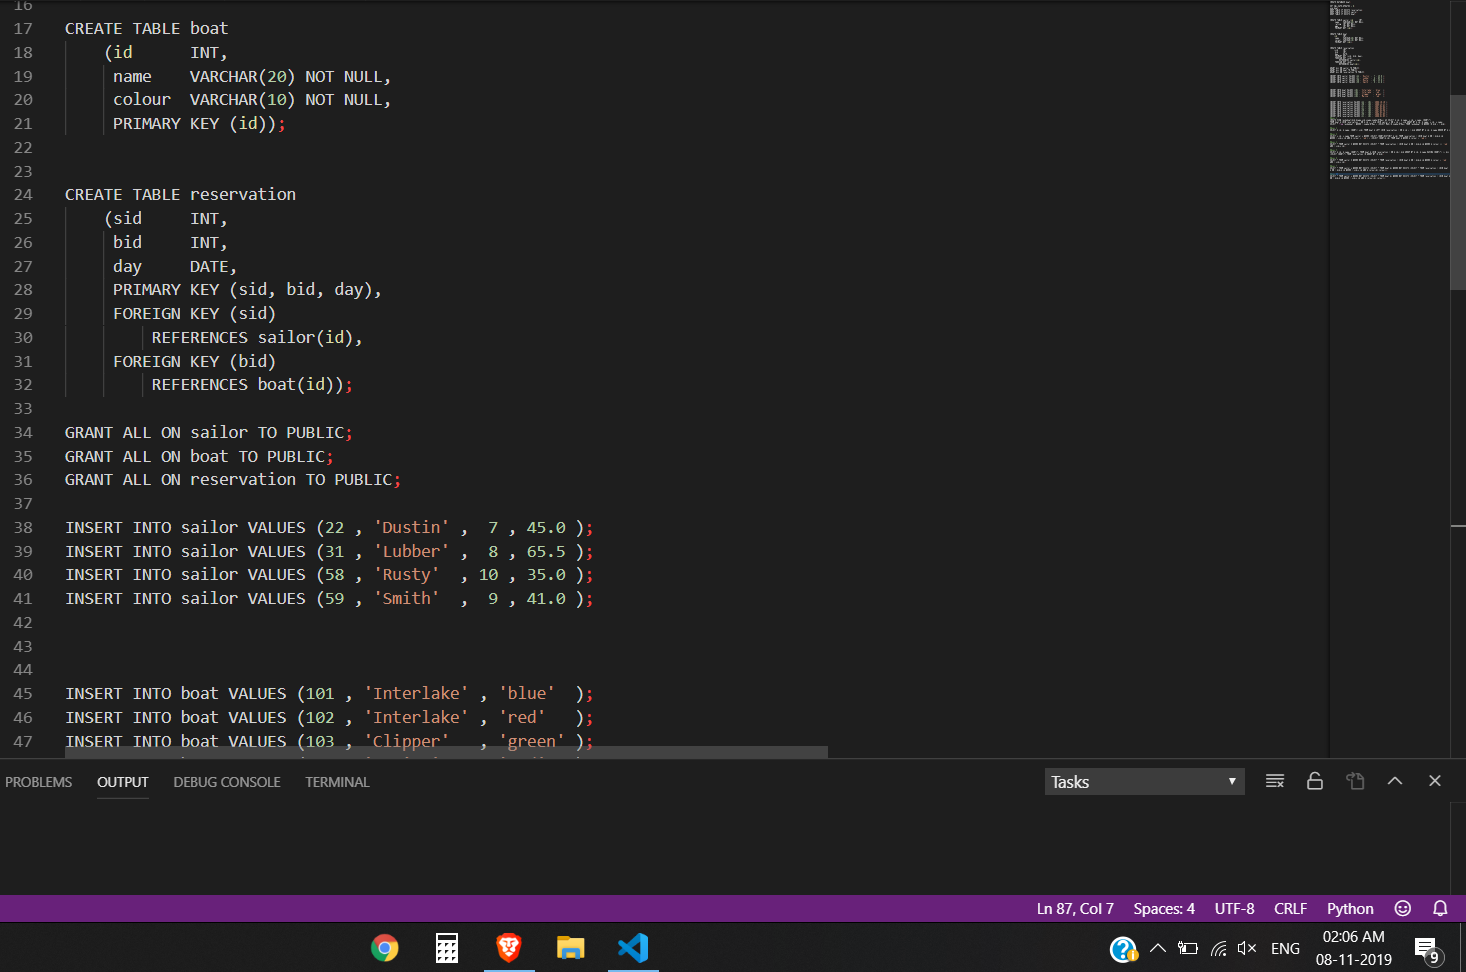 16
17 CREATE TABLE boat
18 (id INT,
19 name VARCHAR(20) NOT NULL,
20 colour VARCHAR(10) NOT NULL,
21 PRIMARY KEY (id));
22
23
24 CREATE TABLE reservation
25 (sid INT,
26 bid INT,
27 day DATE,
28 PRIMARY KEY (sid, bid, day),
29 FOREIGN KEY (sid)
30 REFERENCES sailor(id),
31 FOREIGN KEY (bid)
32 REFERENCES boat(id));
33
34 GRANT ALL ON sailor TO PUBLIC;
35 GRANT ALL ON boat TO PUBLIC;
36 GRANT ALL ON reservation TO PUBLIC;
37
38 INSERT INTO sailor VALUES (22 , 'Dustin' , 7 , 45.0 );
39 INSERT INTO sailor VALUES (31 , 'Lubber' , 8 , 65.5 );
40 INSERT INTO sailor VALUES (58 , 'Rusty' , 10 , 35.0 );
41 INSERT INTO sailor VALUES (59 , 'Smith' , 9 , 41.0 );
42
43
44
45 INSERT INTO boat VALUES (101 , 'Interlake' , 'blue' );
46 INSERT INTO boat VALUES (102 , 'Interlake' , 'red' );
47 INSERT INTO boat VALUES (103 , 'Clipper' , 'green' );
PROBLEMS OUTPUT DEBUG CONSOLE TERMINAL Tasks
Ln 87, Col 7 Spaces: 4 UTF-8 CRLF Python
ENG 02:06 AM
08-11-2019 9